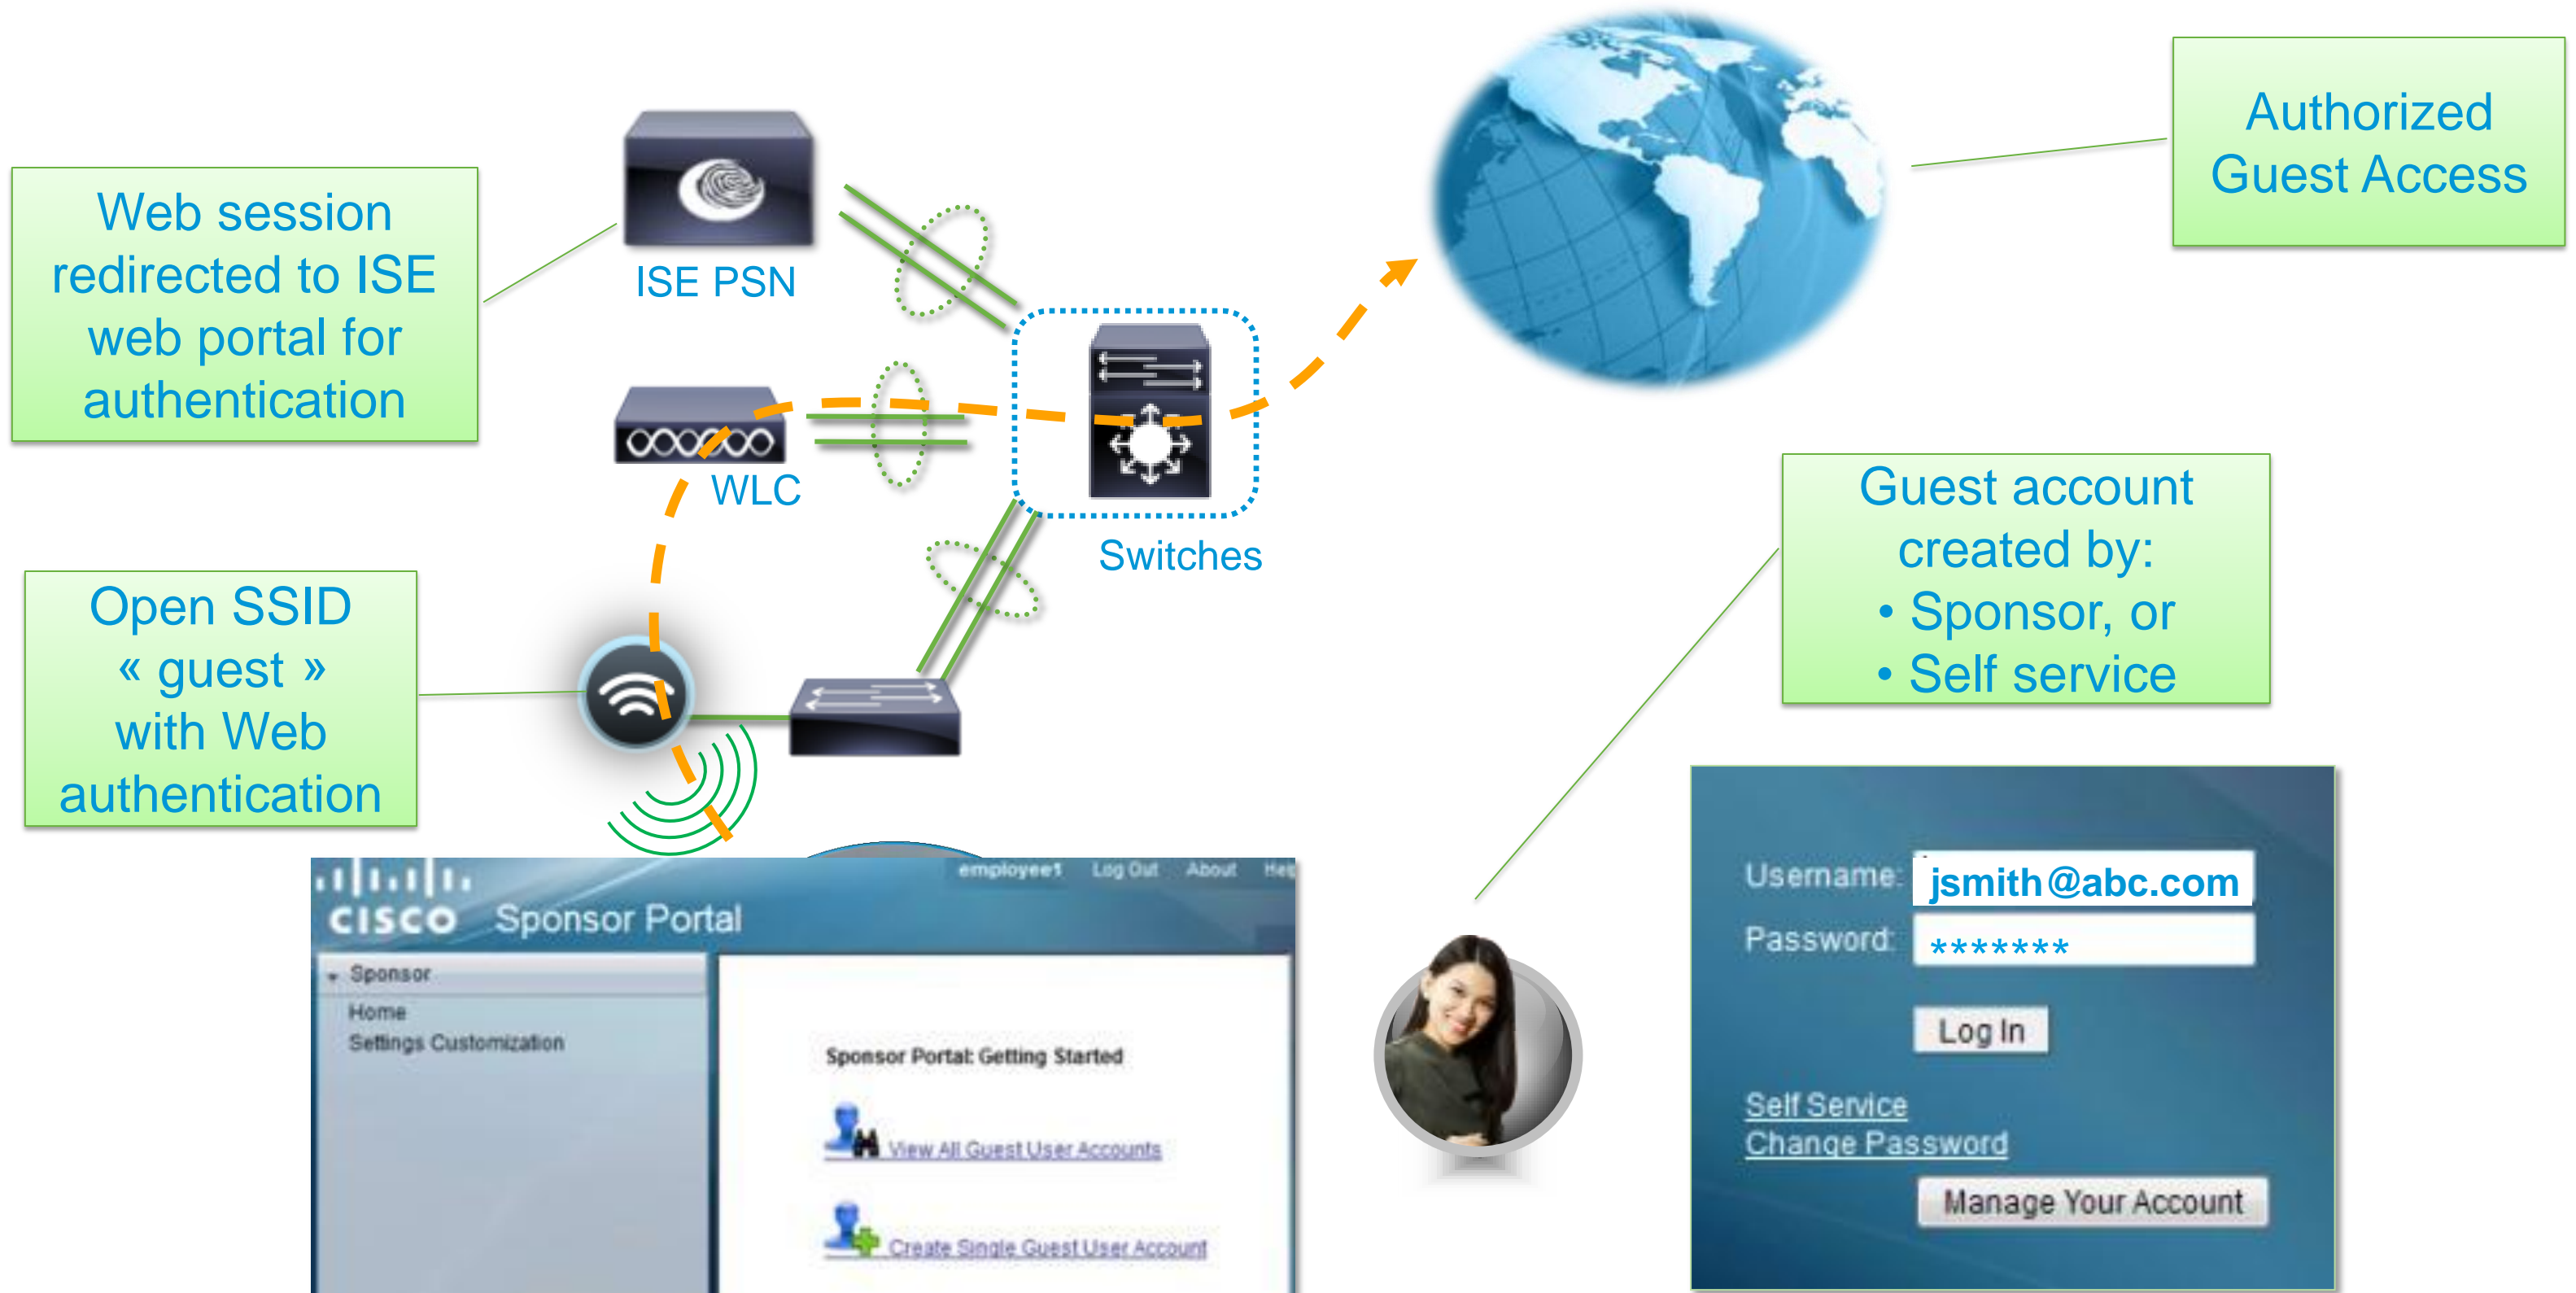 Web session
redirected to ISE
web portal for
authentication
ISE PSN
Authorized
Guest Access
WLC
Switches
Open SSID
« guest »
with Web
authentication
Guest account
created by:
• Sponsor, or
• Self service
employee1 Log Out About Help
CISCO Sponsor Portal
Sponsor
Home
Settings Customization
Sponsor Portal: Getting Started
View All Guest User Accounts
Create Single Guest User Account
Username: jsmith@abc.com
Password: *******
Log In
Self Service
Change Password
Manage Your Account